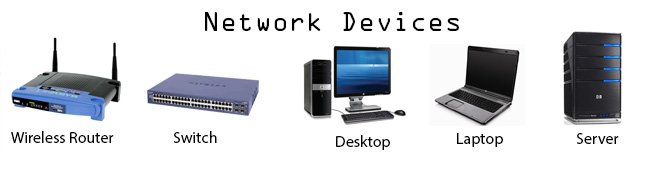 Network Devices
Wireless Router
Switch
Desktop
Laptop
Server